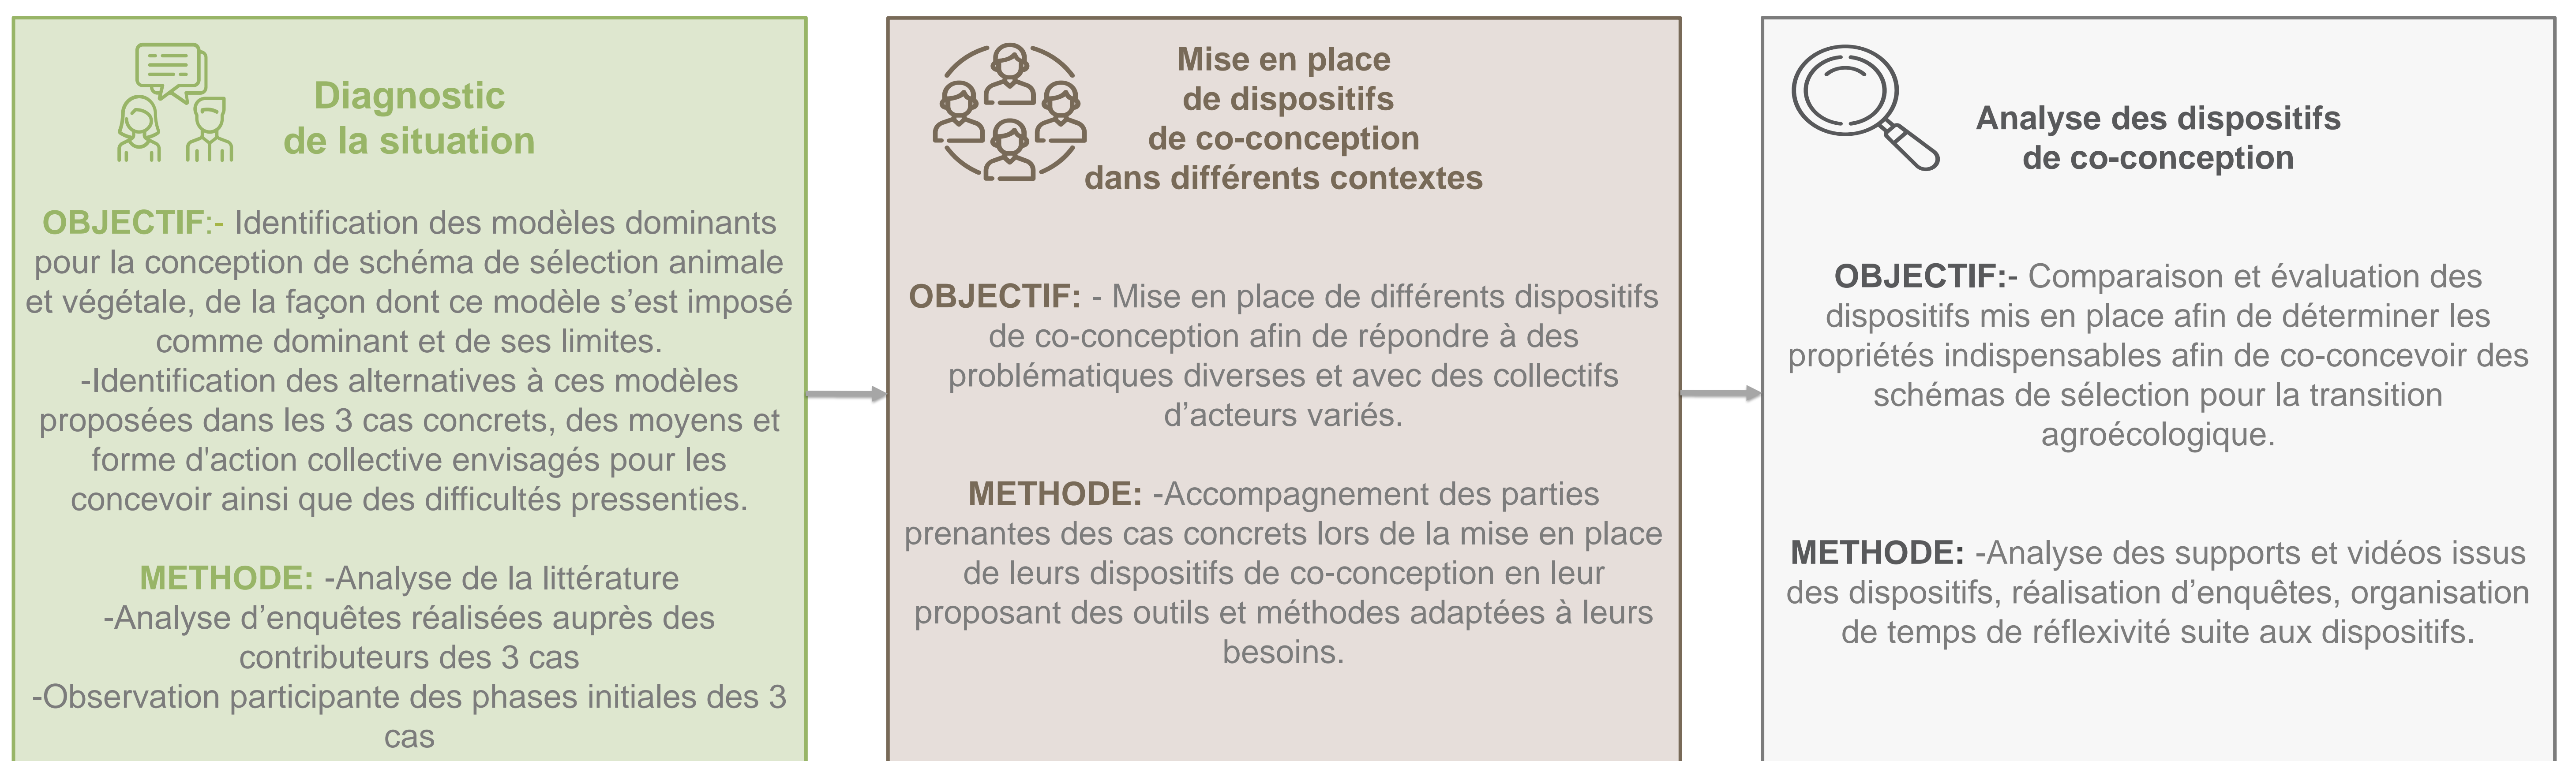 Diagnostic
de la situation
OBJECTIF:- Identification des modèles dominants
pour la conception de schéma de sélection animale
et végétale, de la façon dont ce modèle s’est imposé
comme dominant et de ses limites.
-Identification des alternatives à ces modèles
proposées dans les 3 cas concrets, des moyens et
forme d'action collective envisagés pour les
concevoir ainsi que des difficultés pressenties.
METHODE: -Analyse de la littérature
-Analyse d’enquêtes réalisées auprès des
contributeurs des 3 cas
-Observation participante des phases initiales des 3
cas
Mise en place
de dispositifs
de co-conception
dans différents contextes
OBJECTIF: - Mise en place de différents dispositifs
de co-conception afin de répondre à des
problématiques diverses et avec des collectifs
d’acteurs variés.
METHODE: -Accompagnement des parties
prenantes des cas concrets lors de la mise en place
de leurs dispositifs de co-conception en leur
proposant des outils et méthodes adaptées à leurs
besoins.
Analyse des dispositifs
de co-conception
OBJECTIF:- Comparaison et évaluation des
dispositifs mis en place afin de déterminer les
propriétés indispensables afin de co-concevoir des
schémas de sélection pour la transition
agroécologique.
METHODE: -Analyse des supports et vidéos issus
des dispositifs, réalisation d’enquêtes, organisation
de temps de réflexivité suite aux dispositifs.